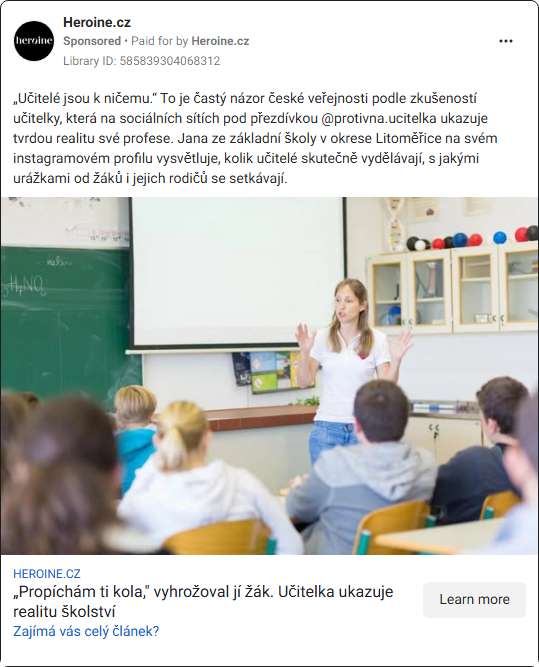 heroine
Heroine.cz
Sponsored • Paid for by Heroine.cz
Library ID: 585839304068312
„Učitelé jsou k ničemu.“ To je častý názor české veřejnosti podle zkušeností
učitelky, která na sociálních sítích pod přezdívkou @protivna.ucitelka ukazuje
tvrdou realitu své profese. Jana ze základní školy v okrese Litoměřice na svém
instagramovém profilu vysvětluje, kolik učitelé skutečně vydělávají, s jakými
urážkami od žáků i jejich rodičů se setkávají.
HEROINE.CZ
„Propíchám ti kola," vyhrožoval jí žák. Učitelka ukazuje
realitu školství
Zajímá vás celý článek?
Learn more